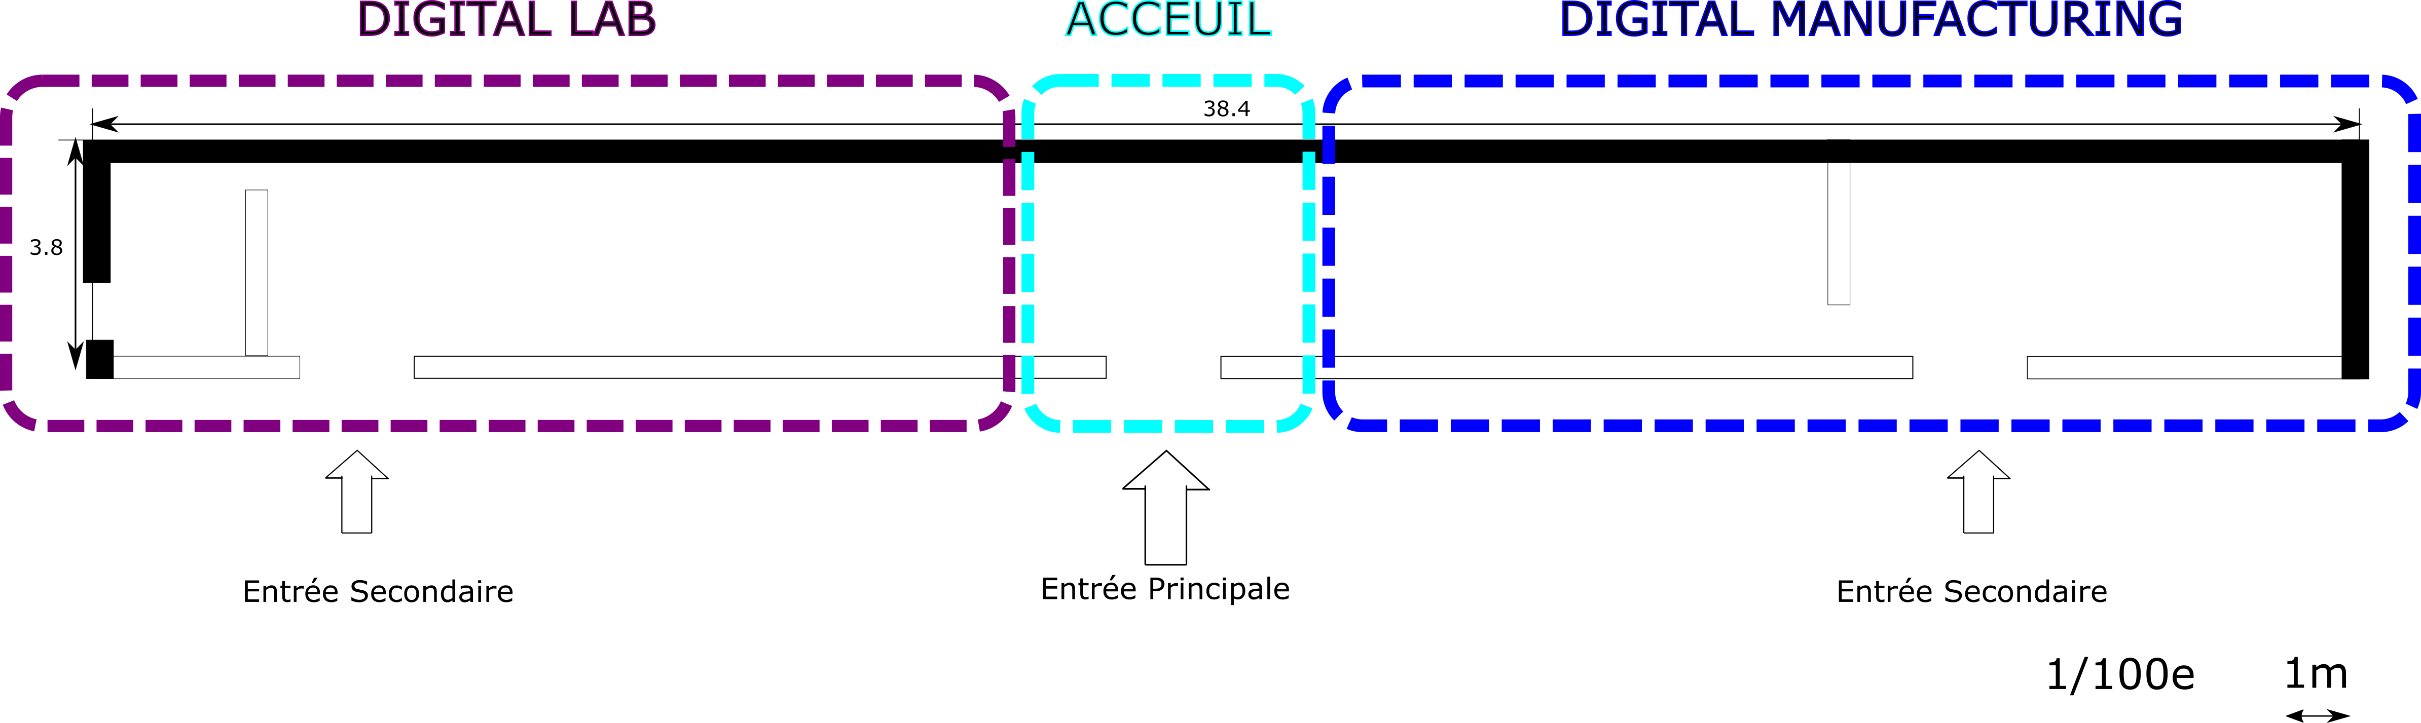 DIGITAL LAB
ACCEUIL
DIGITAL MANUFACTURING
38.4
3.8
Entrée Secondaire
Entrée Principale
Entrée Secondaire
1/100e
1m